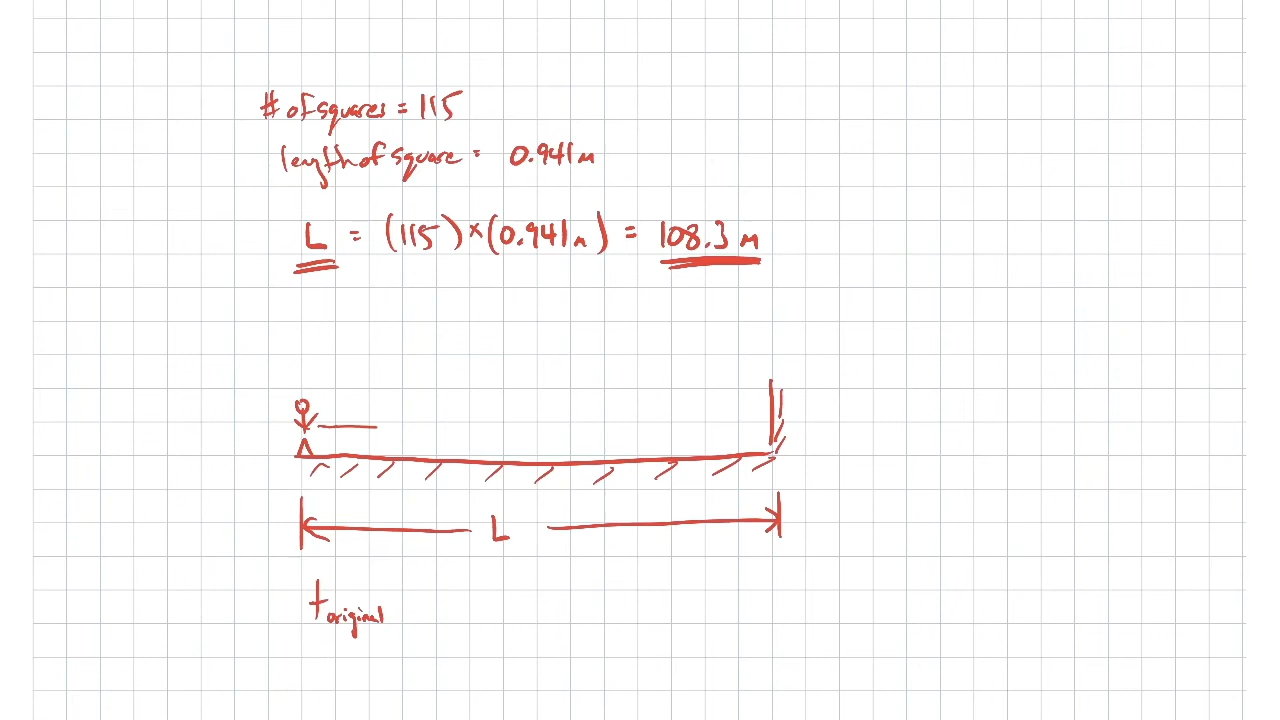 # of squares = 115
length of square = 0.941 m
L = (115) × (0.941 m) = 108.3 m
L
t original